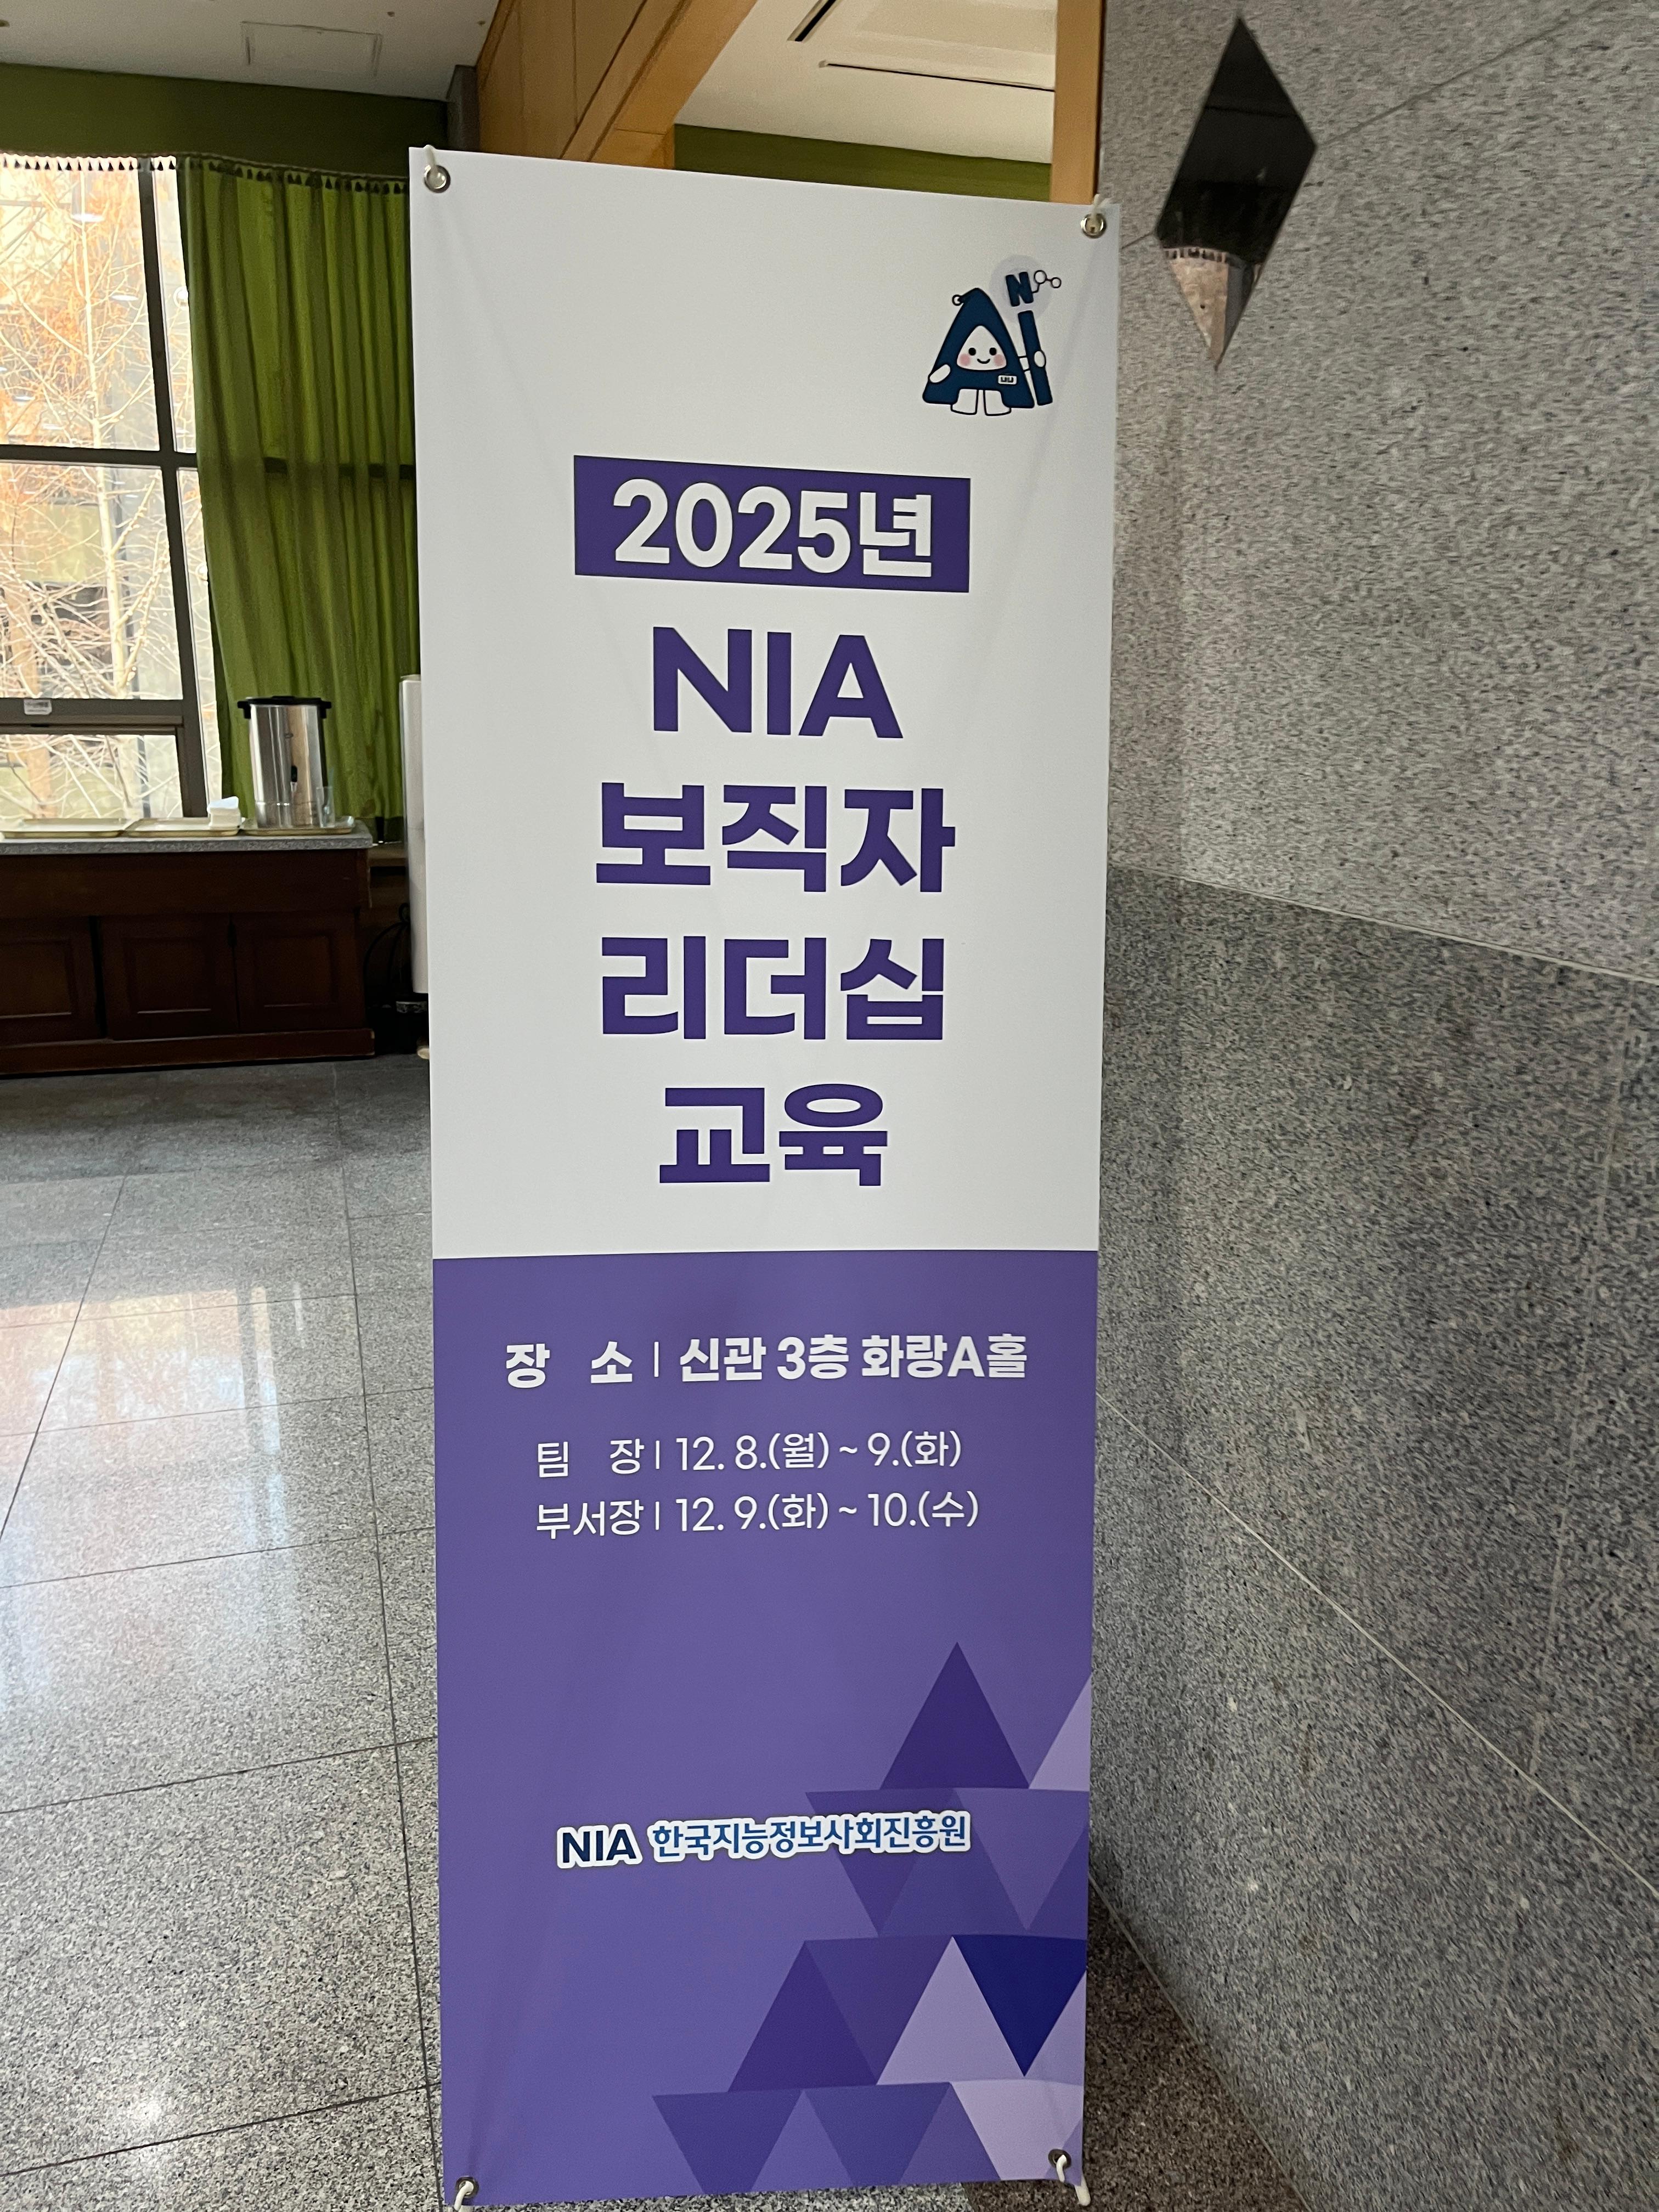 N
AI
2025년
NIA
보직자
리더십
교육
장 소 | 신관 3층 화랑A홀
팀 장 | 12. 8.(월) ~ 9.(화)
부서장 | 12. 9.(화) ~ 10.(수)
NIA 한국지능정보사회진흥원